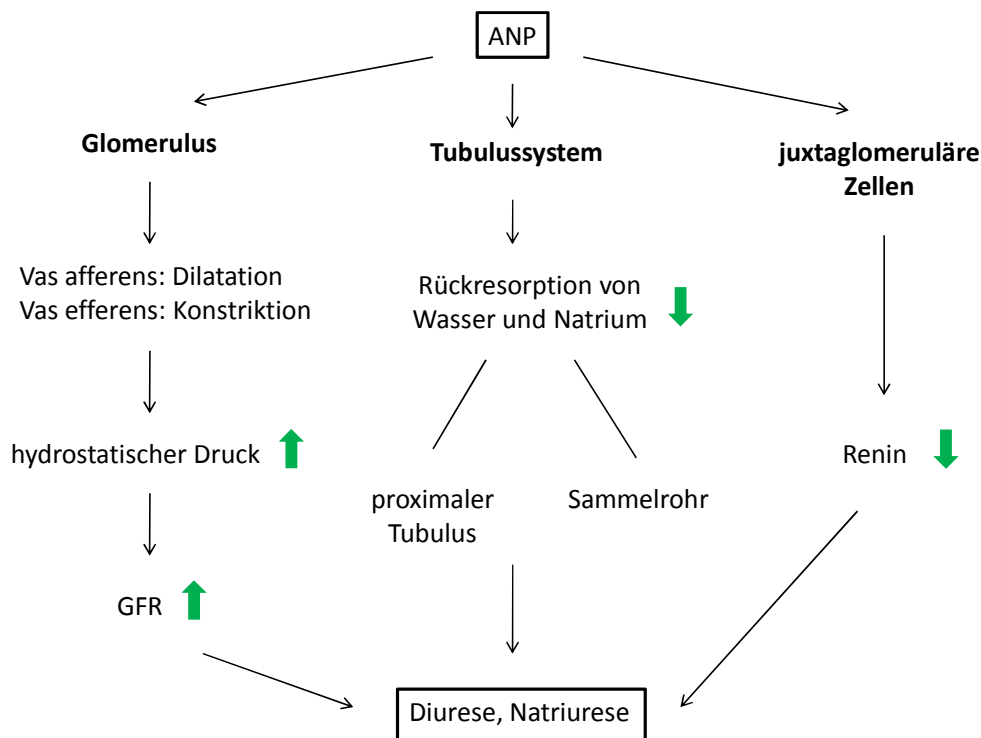 ANP
Glomerulus
Vas afferens: Dilatation
Vas efferens: Konstriktion
hydrostatischer Druck
GFR
Tubulussystem
Rückresorption von
Wasser und Natrium
proximaler
Tubulus
Sammelrohr
juxtaglomeruläre
Zellen
Renin
Diurese, Natriurese